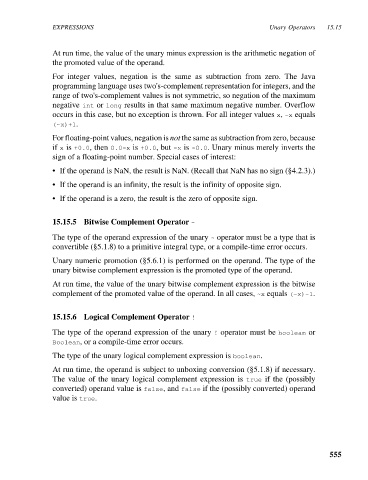 EXPRESSIONS Unary Operators 15.15
At run time, the value of the unary minus expression is the arithmetic negation of
the promoted value of the operand.
For integer values, negation is the same as subtraction from zero. The Java
programming language uses two's-complement representation for integers, and the
range of two's-complement values is not symmetric, so negation of the maximum
negative int or long results in that same maximum negative number. Overflow
occurs in this case, but no exception is thrown. For all integer values x, -x equals
(~x)+1.
For floating-point values, negation is not the same as subtraction from zero, because
if x is +0.0, then 0.0-x is +0.0, but -x is -0.0. Unary minus merely inverts the
sign of a floating-point number. Special cases of interest:
• If the operand is NaN, the result is NaN. (Recall that NaN has no sign (§4.2.3).)
• If the operand is an infinity, the result is the infinity of opposite sign.
• If the operand is a zero, the result is the zero of opposite sign.
15.15.5 Bitwise Complement Operator ~
The type of the operand expression of the unary ~ operator must be a type that is
convertible (§5.1.8) to a primitive integral type, or a compile-time error occurs.
Unary numeric promotion (§5.6.1) is performed on the operand. The type of the
unary bitwise complement expression is the promoted type of the operand.
At run time, the value of the unary bitwise complement expression is the bitwise
complement of the promoted value of the operand. In all cases, ~x equals (-x)-1.
15.15.6 Logical Complement Operator !
The type of the operand expression of the unary ! operator must be boolean or
Boolean, or a compile-time error occurs.
The type of the unary logical complement expression is boolean.
At run time, the operand is subject to unboxing conversion (§5.1.8) if necessary.
The value of the unary logical complement expression is true if the (possibly
converted) operand value is false, and false if the (possibly converted) operand
value is true.
555